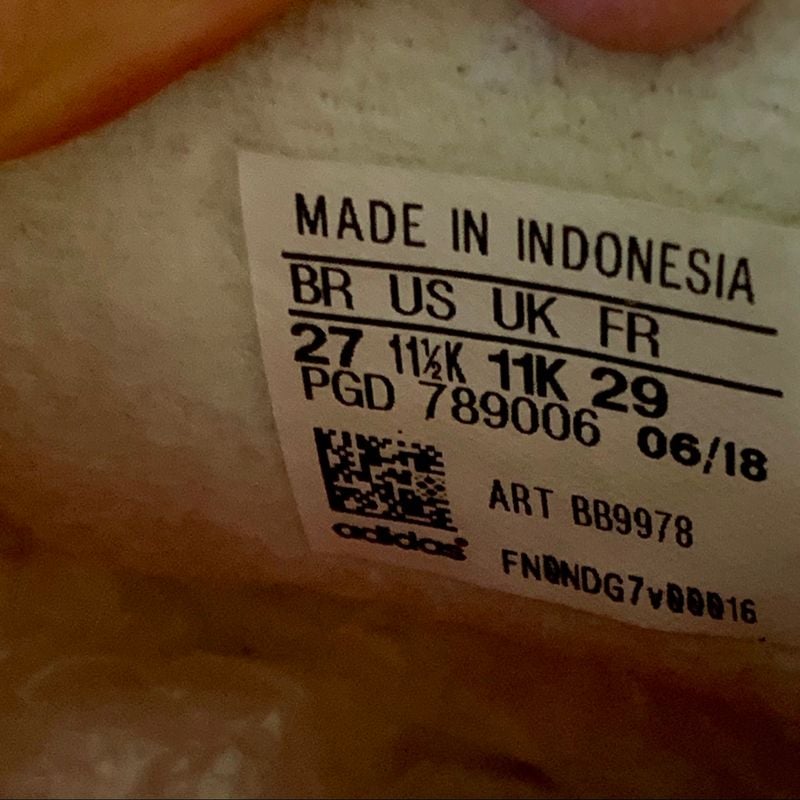 MADE IN INDONESIA
BR US UK FR
27 11½K 11K 29
PGD 789006 06/18
ART BB9978
adidas
FN0NDG7v00016